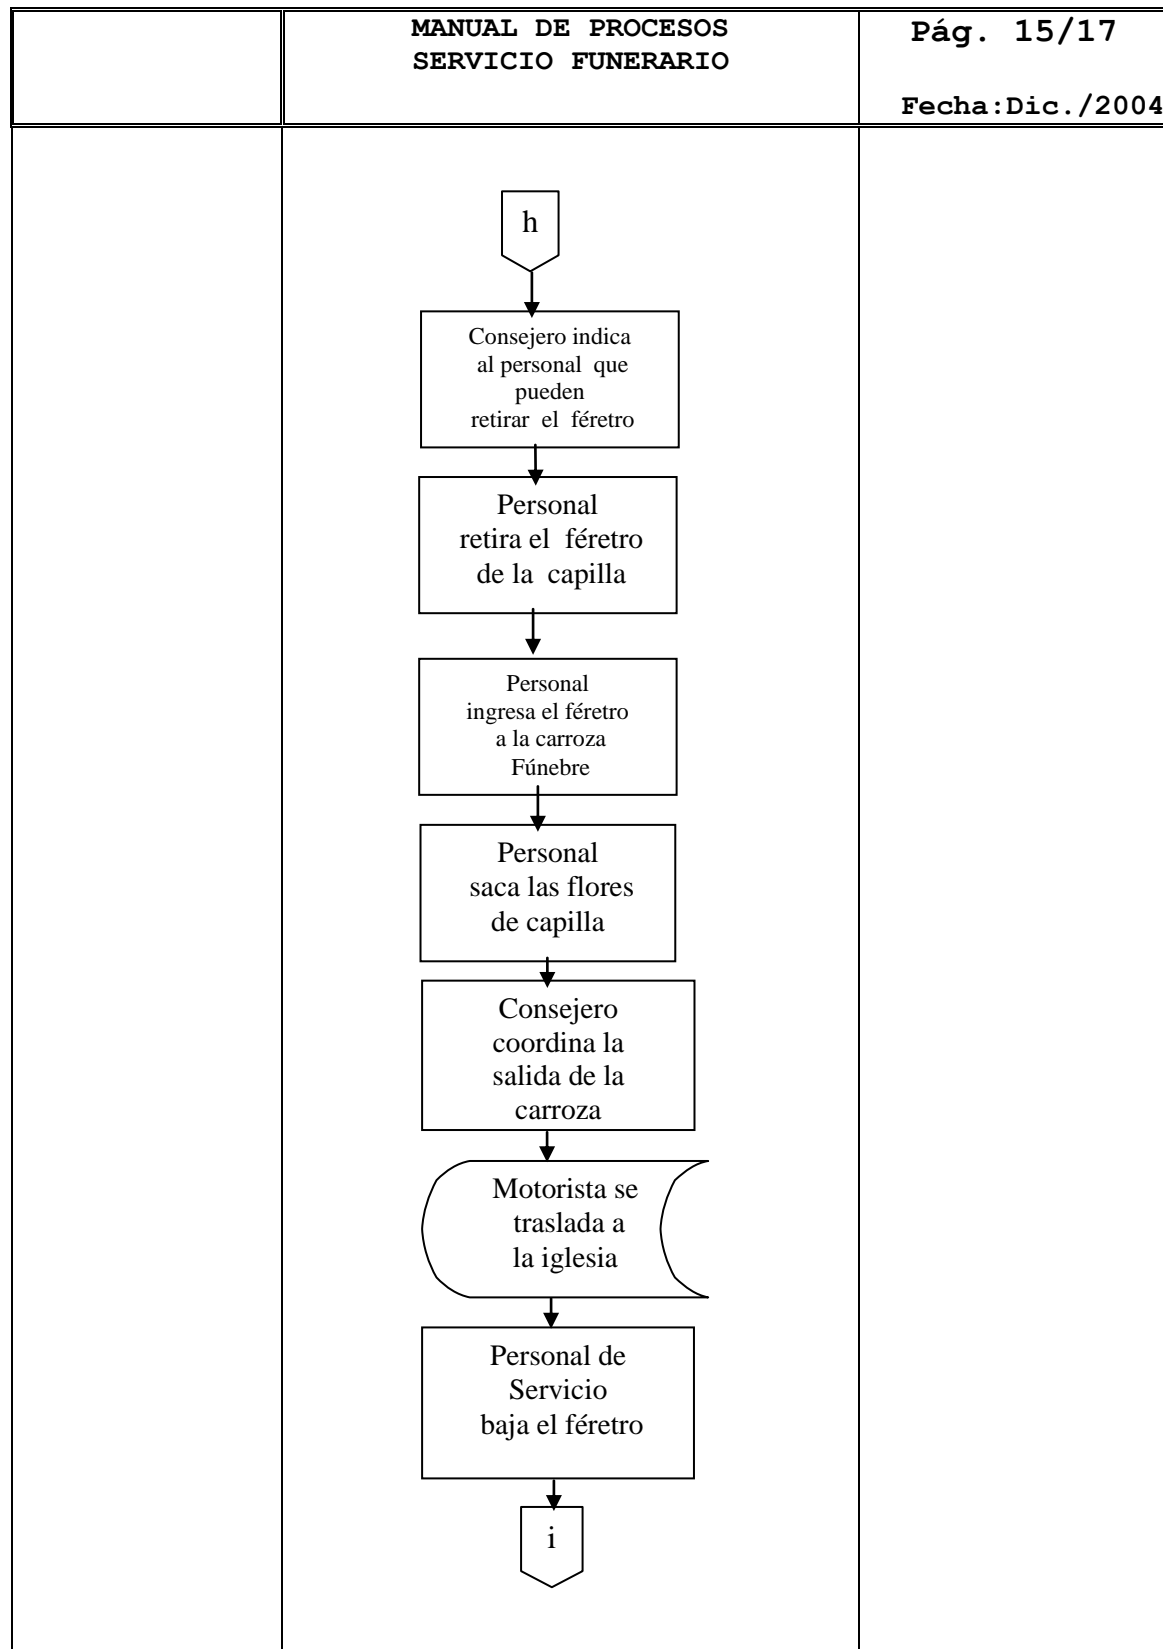 MANUAL DE PROCESOS
SERVICIO FUNERARIO
Pág. 15/17
Fecha:Dic./2004
h
Consejero indica
al personal que
pueden
retirar el féretro
Personal
retira el féretro
de la capilla
Personal
ingresa el féretro
a la carroza
Fúnebre
Personal
saca las flores
de capilla
Consejero
coordina la
salida de la
carroza
Motorista se
traslada a
la iglesia
Personal de
Servicio
baja el féretro
i